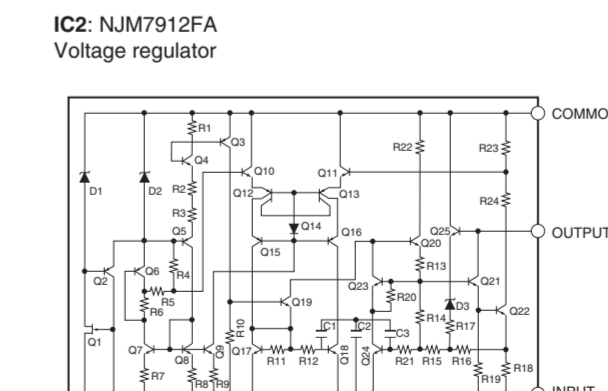 IC2: NJM7912FA
Voltage regulator
COMMO
R1
Q3
R22
R23
Q4
Q10
Q11
D1
D2
R2
Q12
Q13
R24
R3
Q14
Q5
Q15
Q16
Q20
Q25
OUTPUT
Q2
Q6
R4
R13
Q23
Q21
R5
R20
R6
Q19
D3
Q22
R10
C1
C2
C3
R14
R17
Q1
Q7
Q8
Q9
Q17
R11
R12
Q18
Q24
R21
R15
R16
R7
R8
R9
R19
R18
INPUT